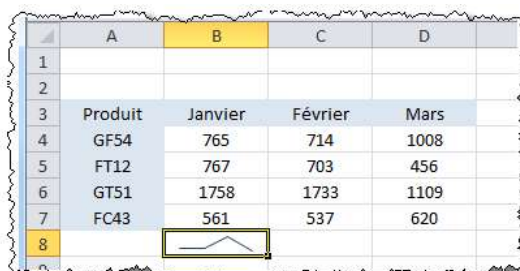 A B C D
1
2
3 Produit Janvier Février Mars
4 GF54 765 714 1008
5 FT12 767 703 456
6 GT51 1758 1733 1109
7 FC43 561 537 620
8